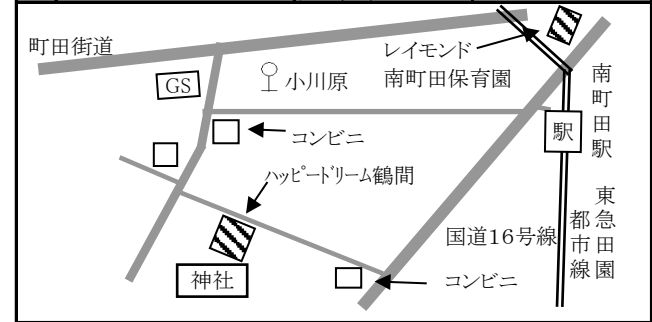 町田街道
レイモンド
南町田保育園
GS
小川原
コンビニ
ハッピードリーム鶴間
駅
南町田駅
国道16号線
東急田園
都市線
神社
コンビニ